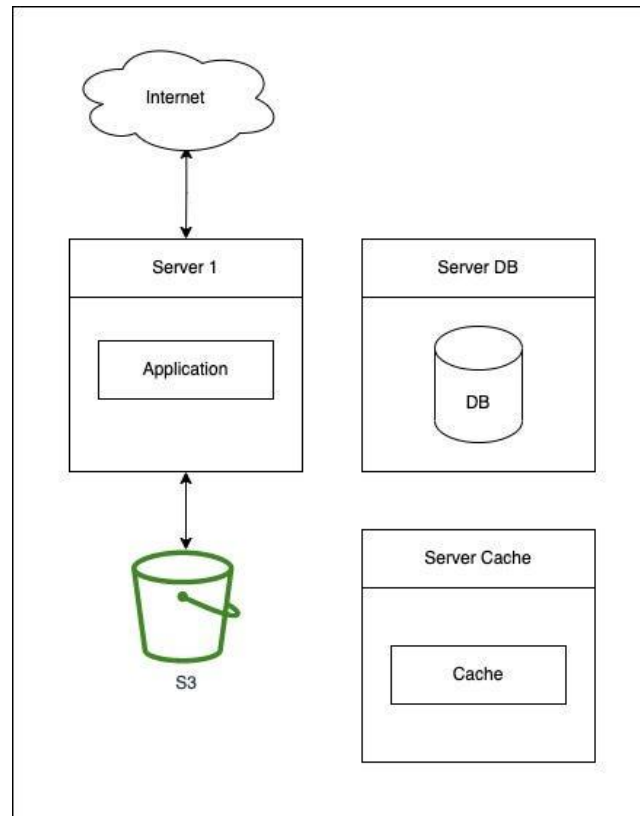 Internet
Server 1
Application
S3
Server DB
DB
Server Cache
Cache